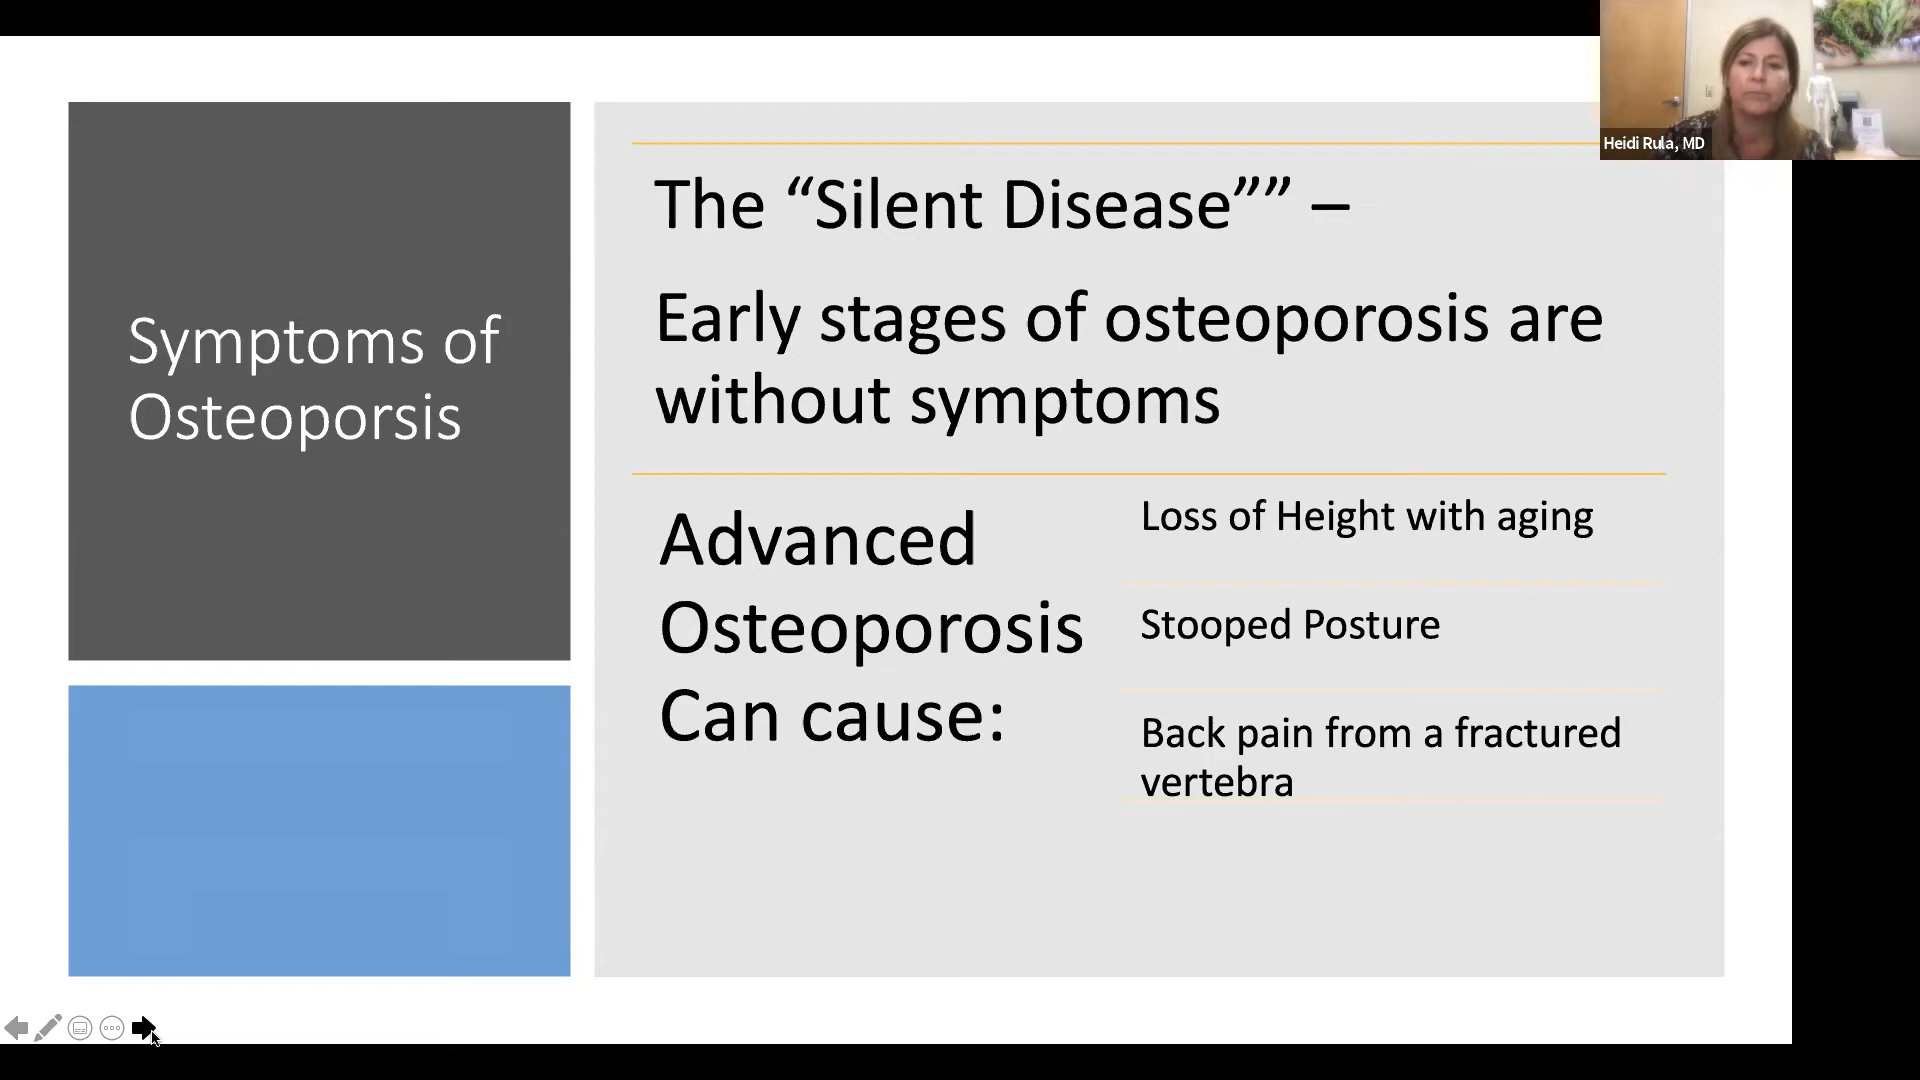 Symptoms of
Osteoporsis
The “Silent Disease”” –
Early stages of osteoporosis are
without symptoms
Advanced
Osteoporosis
Can cause:
Loss of Height with aging
Stooped Posture
Back pain from a fractured
vertebra
Heidi Rula, MD